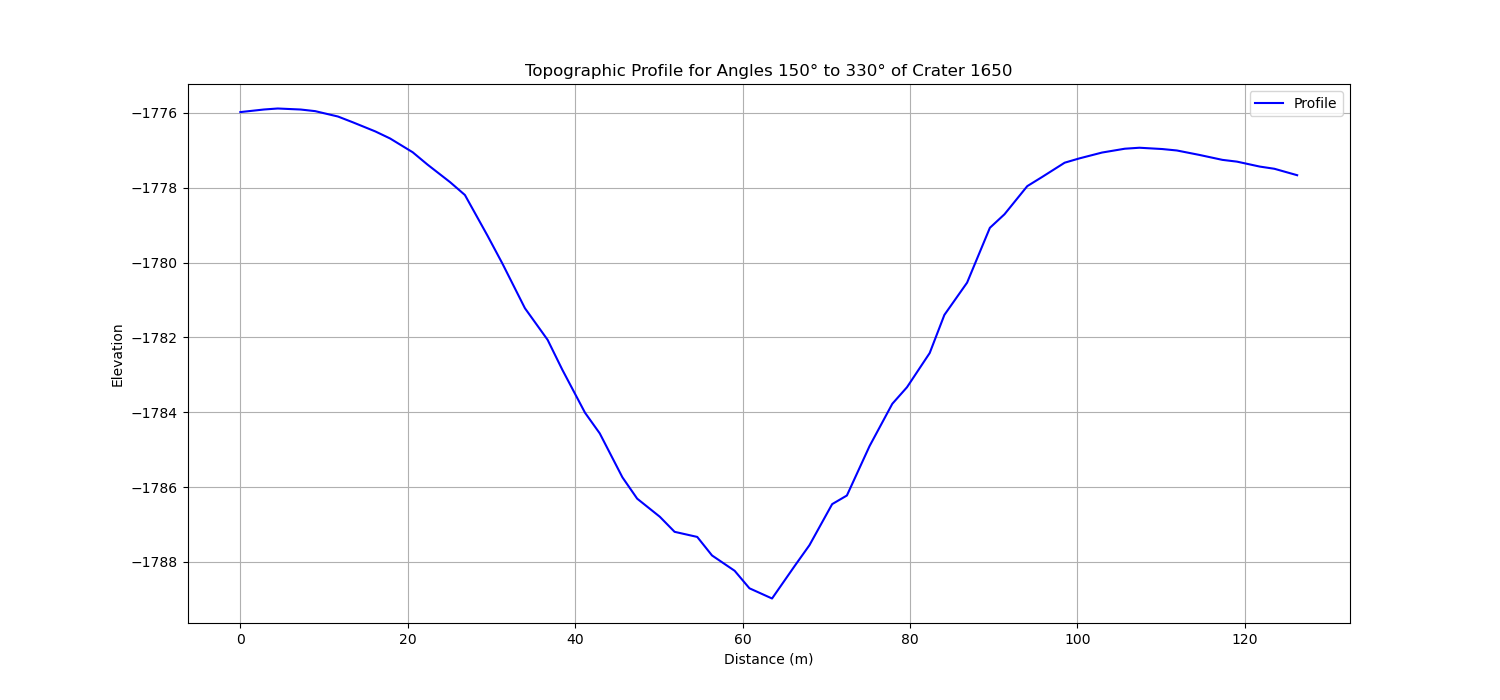 Topographic Profile for Angles 150° to 330° of Crater 1650
Profile
−1776
−1778
−1780
−1782
−1784
−1786
−1788
Elevation
0 20 40 60 80 100 120
Distance (m)